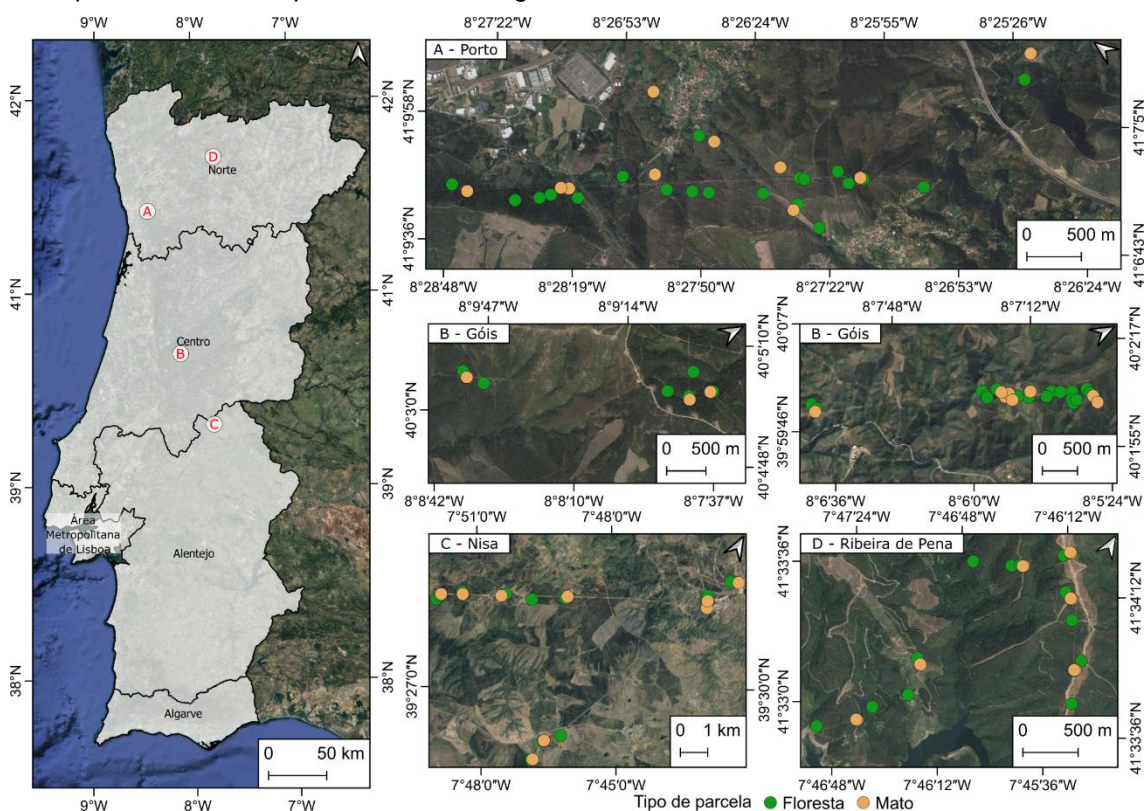 9°W 8°W 7°W
42°N 41°N 39°N 38°N
42°N 41°N 39°N 38°N
D
Norte
A
Centro
B
C
Área
Metropolitana
de Lisboa
Alentejo
Algarve
0 50 km
9°W 8°W 7°W
8°27'22"W 8°26'53"W 8°26'24"W 8°25'55"W 8°25'26"W
A - Porto
41°9'58"N
41°9'36"N
41°7'5"N
41°6'43"N
0 500 m
8°28'48"W 8°28'19"W 8°27'50"W 8°27'22"W 8°26'53"W 8°26'24"W
8°9'47"W 8°9'14"W
B - Góis
40°3'0"N
40°5'10"N
40°4'48"N
0 500 m
8°8'42"W 8°8'10"W 8°7'37"W
8°7'48"W 8°7'12"W
B - Góis
40°0'7"N
39°59'46"N
40°2'17"N
40°1'55"N
0 500 m
8°6'36"W 8°6'0"W 8°5'24"W
7°51'0"W 7°48'0"W
C - Nisa
39°27'0"N
39°30'0"N
0 1 km
7°48'0"W 7°45'0"W
7°47'24"W 7°46'48"W 7°46'12"W
D - Ribeira de Pena
41°33'36"N
41°33'0"N
41°34'12"N
41°33'36"N
0 500 m
7°46'48"W 7°46'12"W 7°45'36"W
Tipo de parcela Floresta Mato